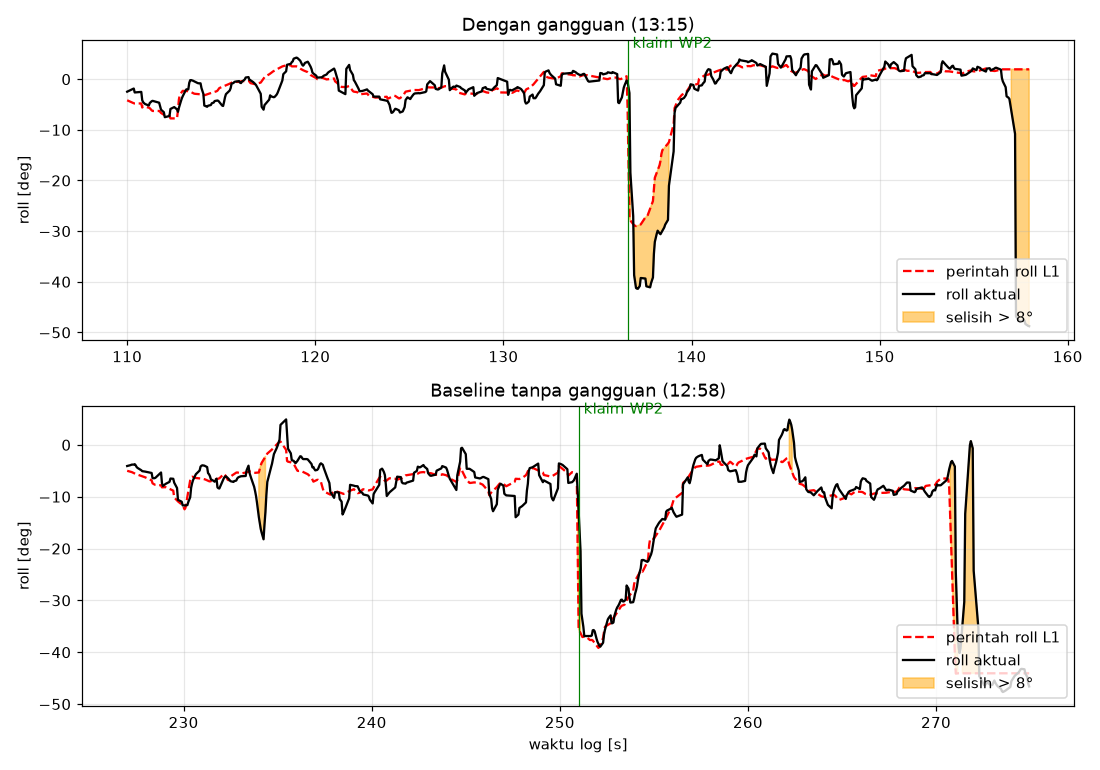 Dengan gangguan (13:15)
klaim WP2
0
−10
−20
−30
−40
−50
roll [deg]
perintah roll L1
roll aktual
selisih > 8°
110
120
130
140
150
160
Baseline tanpa gangguan (12:58)
klaim WP2
0
−10
−20
−30
−40
−50
roll [deg]
perintah roll L1
roll aktual
selisih > 8°
230
240
250
260
270
waktu log [s]